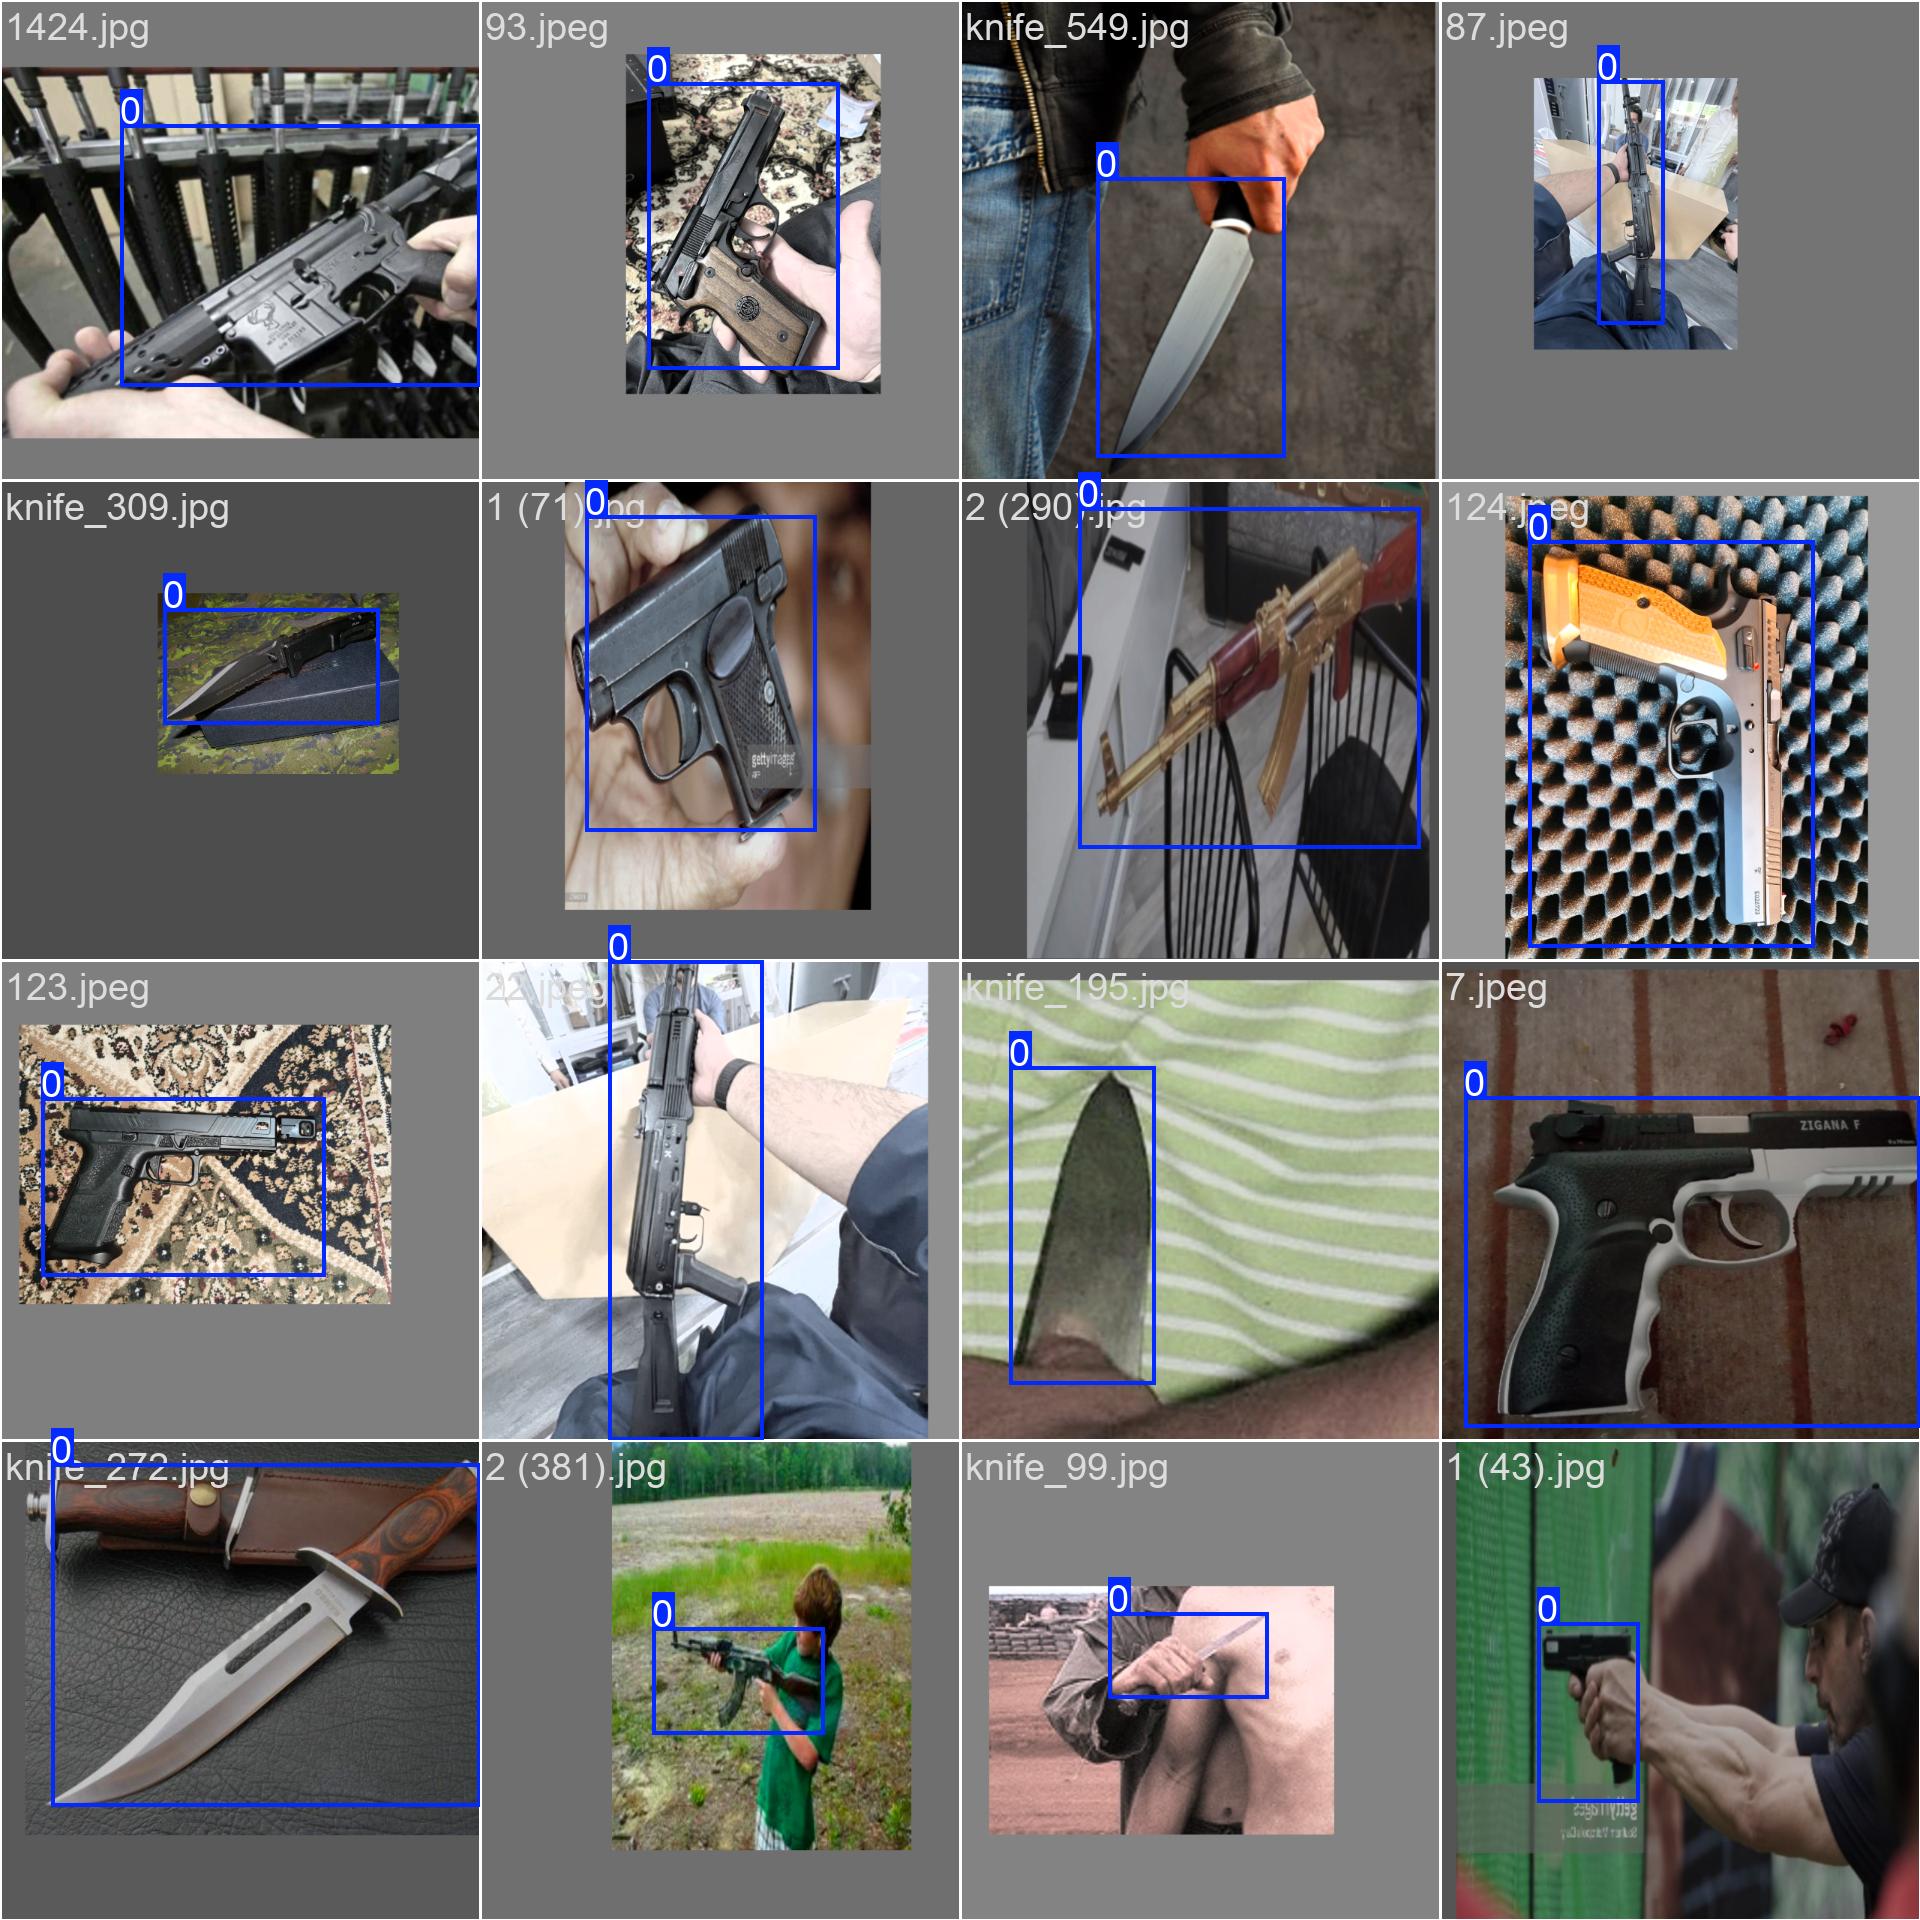 1424.jpg
93.jpeg
knife_549.jpg
87.jpeg
0
0
0
0
knife_309.jpg
1 (71).jpg
2 (290).jpg
124.jpeg
0
0
0
0
gettyimages
AP
123.jpeg
22.jpeg
knife_195.jpg
7.jpeg
0
0
0
0
ZIGANA F
knife_272.jpg
2 (381).jpg
knife_99.jpg
1 (43).jpg
0
0
0
0
gettyimages